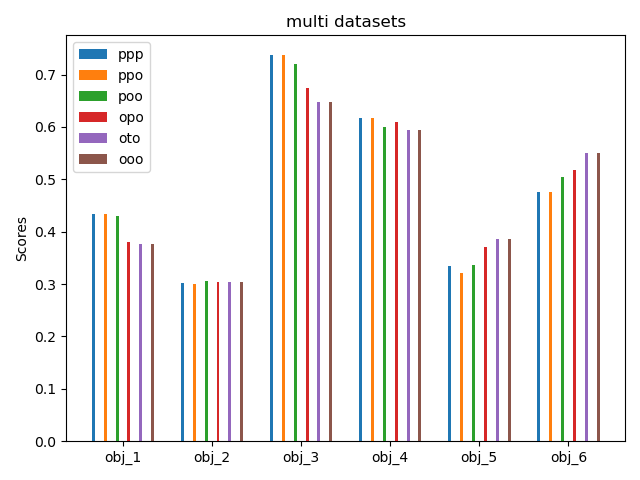 multi datasets
ppp
ppo
poo
opo
oto
ooo
Scores
0.7
0.6
0.5
0.4
0.3
0.2
0.1
0.0
obj_1 obj_2 obj_3 obj_4 obj_5 obj_6